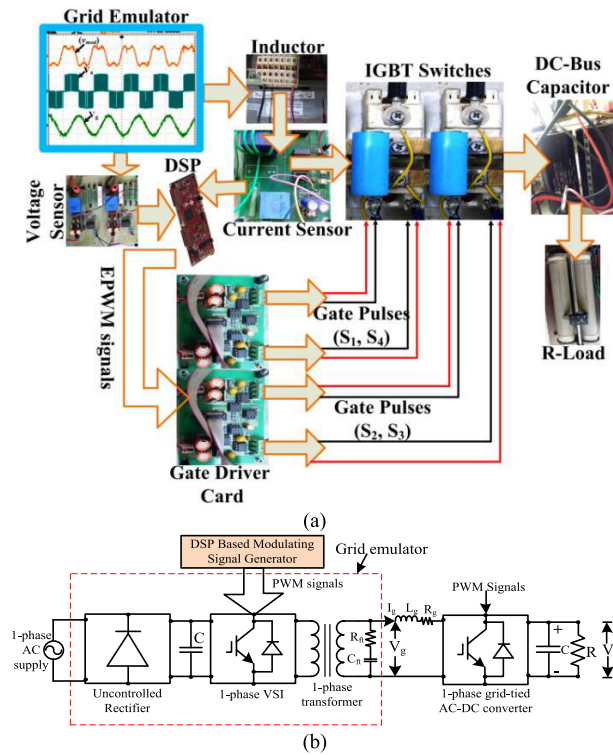 Grid Emulator
(vmod)
Inductor
IGBT Switches
DC-Bus
Capacitor
DSP
Voltage
Sensor
Current Sensor
R-Load
EPWM signals
Gate Pulses
(S1, S4)
Gate Pulses
(S2, S3)
Gate Driver
Card
(a)
DSP Based Modulating
Signal Generator
Grid emulator
PWM signals
PWM Signals
1-phase
AC
supply
C
Ig
Lg
Rg
Rft
Cft
Vg
+
C
-
R
V
Uncontrolled
Rectifier
1-phase VSI
1-phase
transformer
1-phase grid-tied
AC-DC converter
(b)